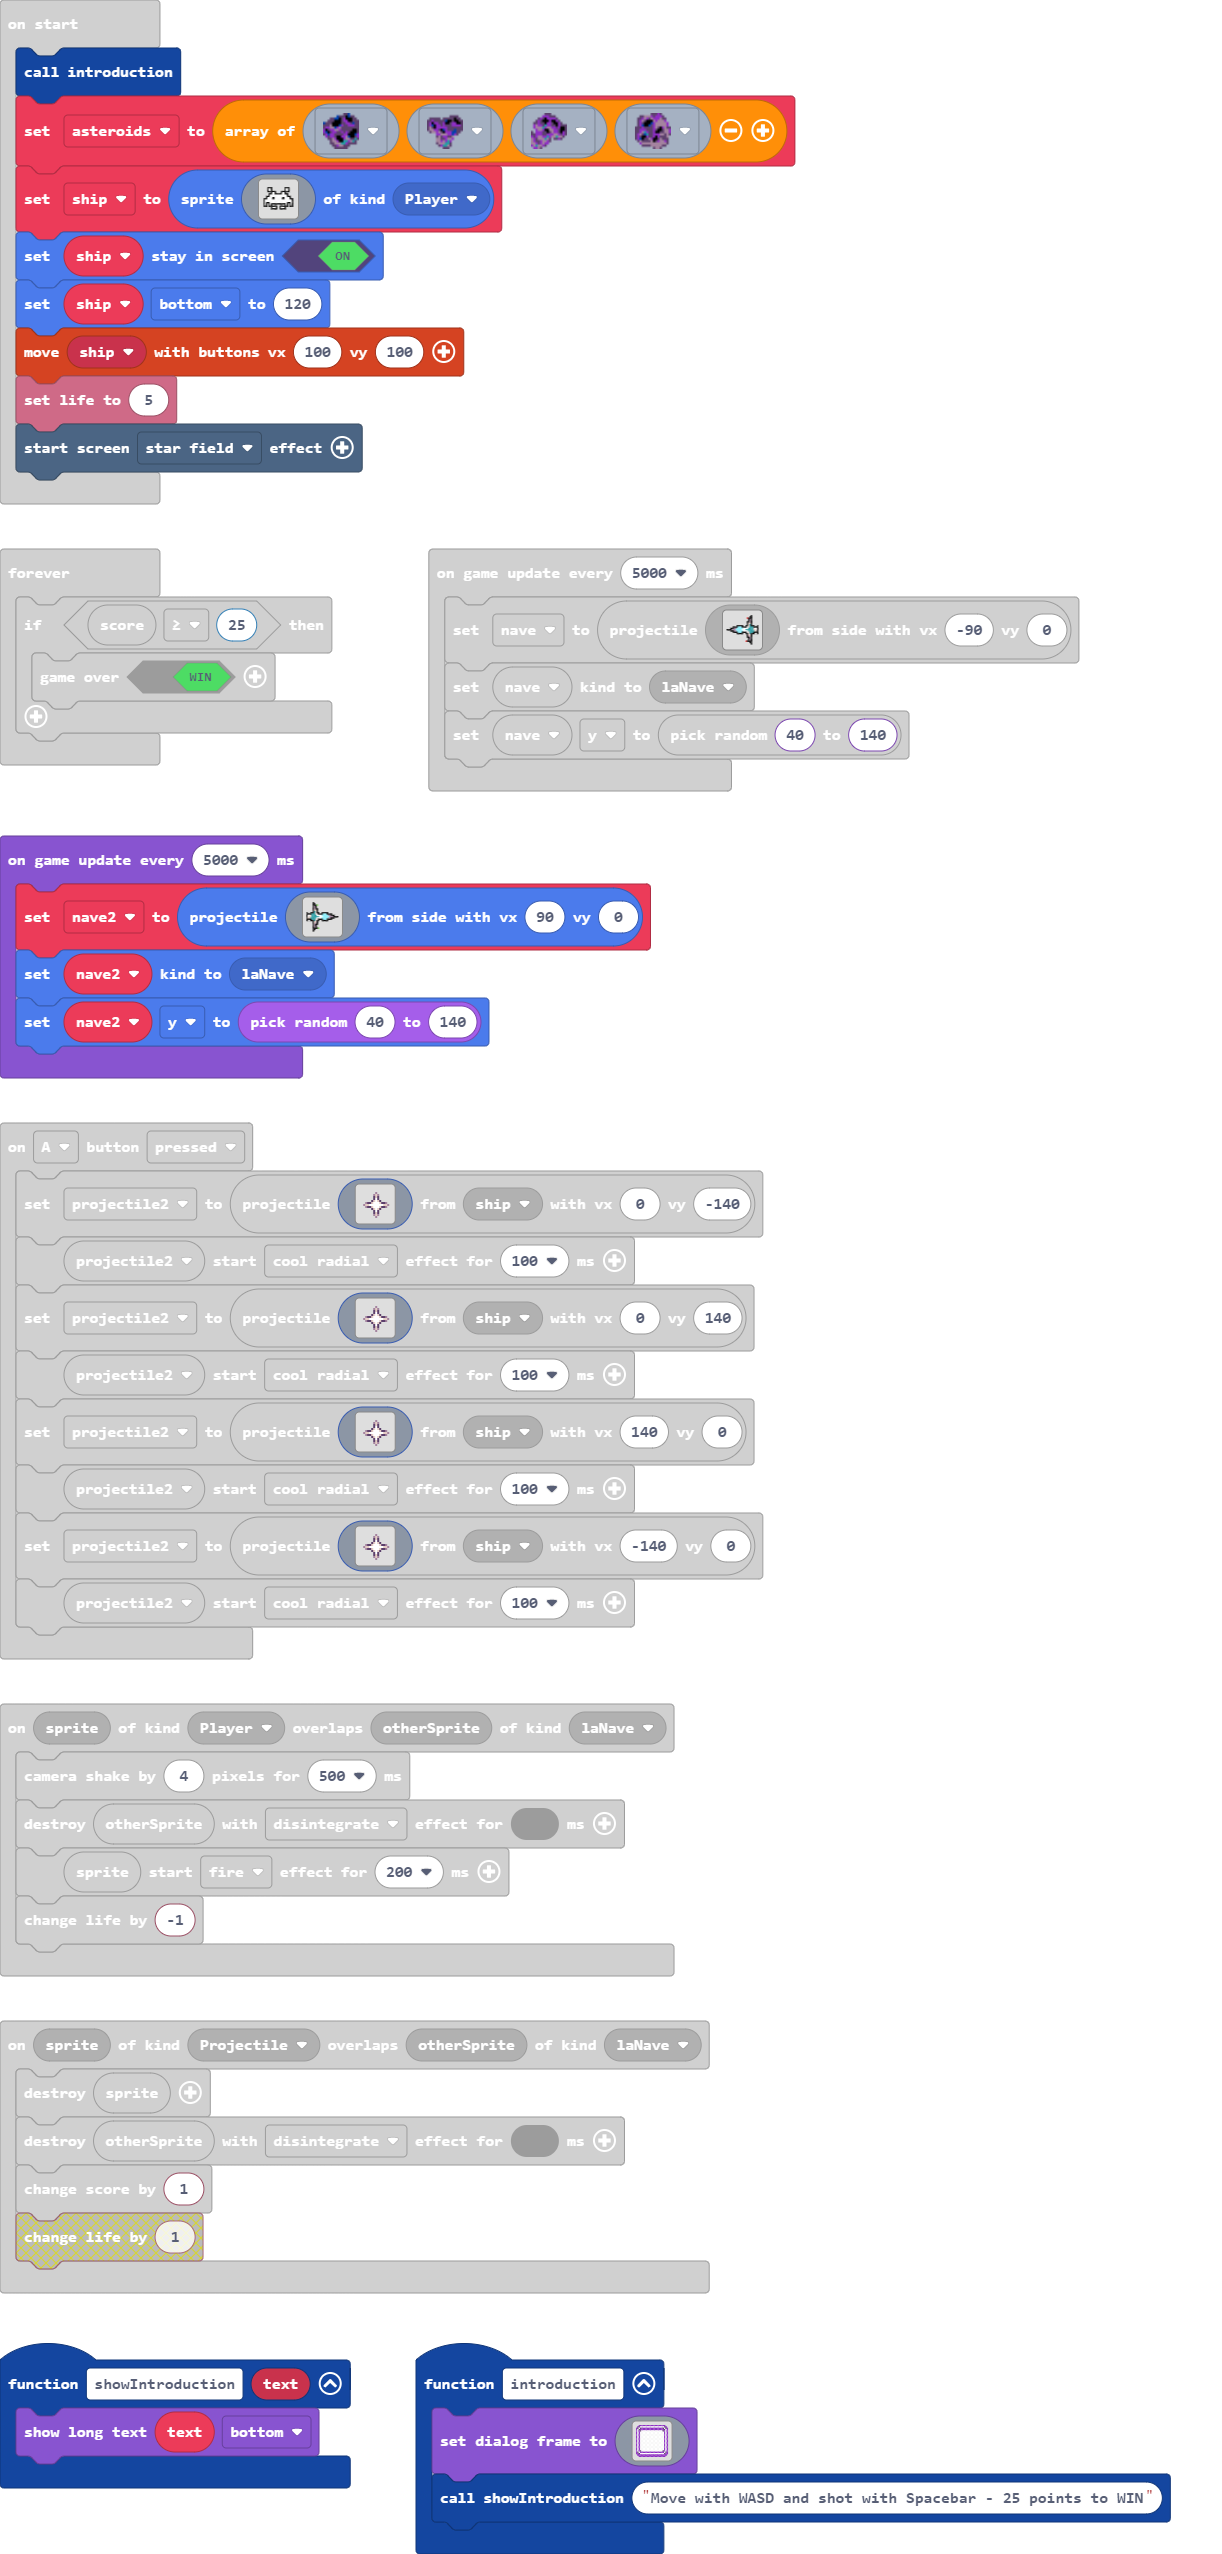 on start
call introduction
set asteroids to array of
set ship to sprite of kind Player
set ship stay in screen ON
set ship bottom to 120
move ship with buttons vx 100 vy 100
set life to 5
start screen star field effect
forever
if score ≥ 25 then
game over WIN
on game update every 5000 ms
set nave to projectile from side with vx -90 vy 0
set nave kind to laNave
set nave y to pick random 40 to 140
on game update every 5000 ms
set nave2 to projectile from side with vx 90 vy 0
set nave2 kind to laNave
set nave2 y to pick random 40 to 140
on A button pressed
set projectile2 to projectile from ship with vx 0 vy -140
projectile2 start cool radial effect for 100 ms
set projectile2 to projectile from ship with vx 0 vy 140
projectile2 start cool radial effect for 100 ms
set projectile2 to projectile from ship with vx 140 vy 0
projectile2 start cool radial effect for 100 ms
set projectile2 to projectile from ship with vx -140 vy 0
projectile2 start cool radial effect for 100 ms
on sprite of kind Player overlaps otherSprite of kind laNave
camera shake by 4 pixels for 500 ms
destroy otherSprite with disintegrate effect for ms
sprite start fire effect for 200 ms
change life by -1
on sprite of kind Projectile overlaps otherSprite of kind laNave
destroy sprite
destroy otherSprite with disintegrate effect for ms
change score by 1
change life by 1
function showIntroduction text
show long text text bottom
function introduction
set dialog frame to
call showIntroduction "Move with WASD and shot with Spacebar - 25 points to WIN"